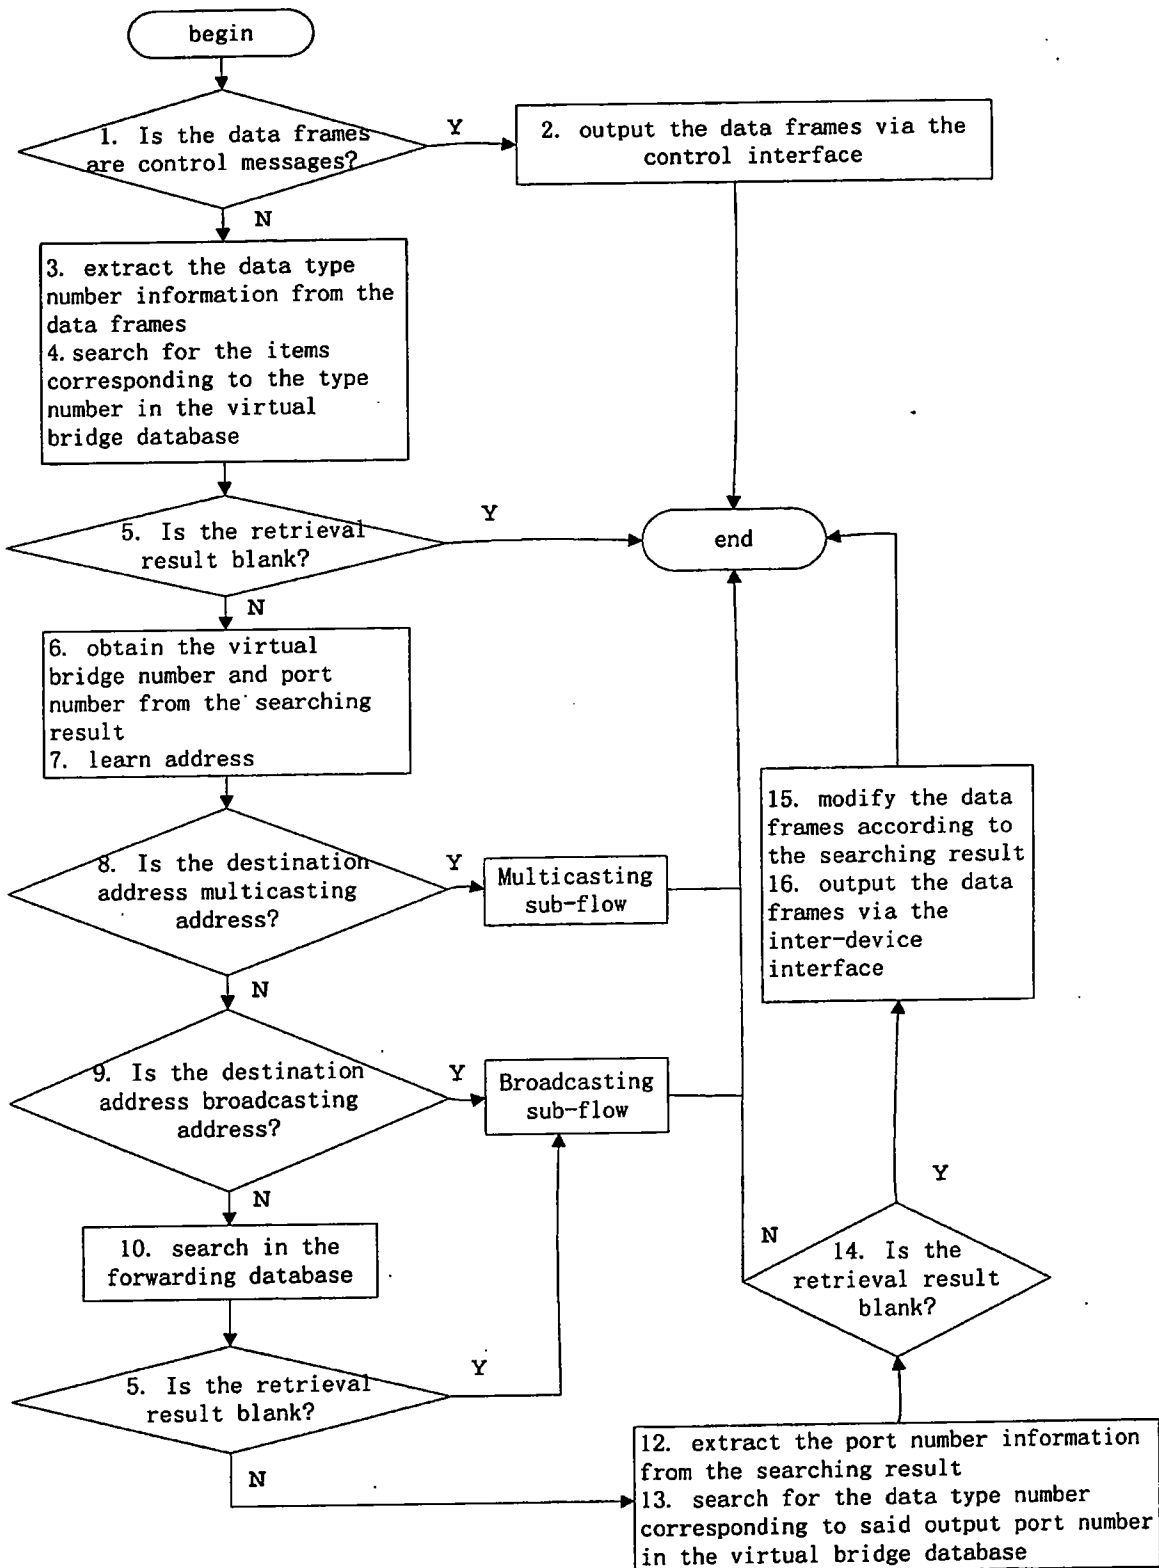 begin
1. Is the data frames
are control messages?
Y
2. output the data frames via the
control interface
N
3. extract the data type
number information from the
data frames
4. search for the items
corresponding to the type
number in the virtual
bridge database
5. Is the retrieval
result blank?
Y
end
N
6. obtain the virtual
bridge number and port
number from the searching
result
7. learn address
8. Is the destination
address multicasting
address?
Y
Multicasting
sub-flow
15. modify the data
frames according to
the searching result
16. output the data
frames via the
inter-device
interface
N
9. Is the destination
address broadcasting
address?
Y
Broadcasting
sub-flow
N
10. search in the
forwarding database
Y
N
14. Is the
retrieval result
blank?
5. Is the retrieval
result blank?
Y
N
12. extract the port number information
from the searching result
13. search for the data type number
corresponding to said output port number
in the virtual bridge database